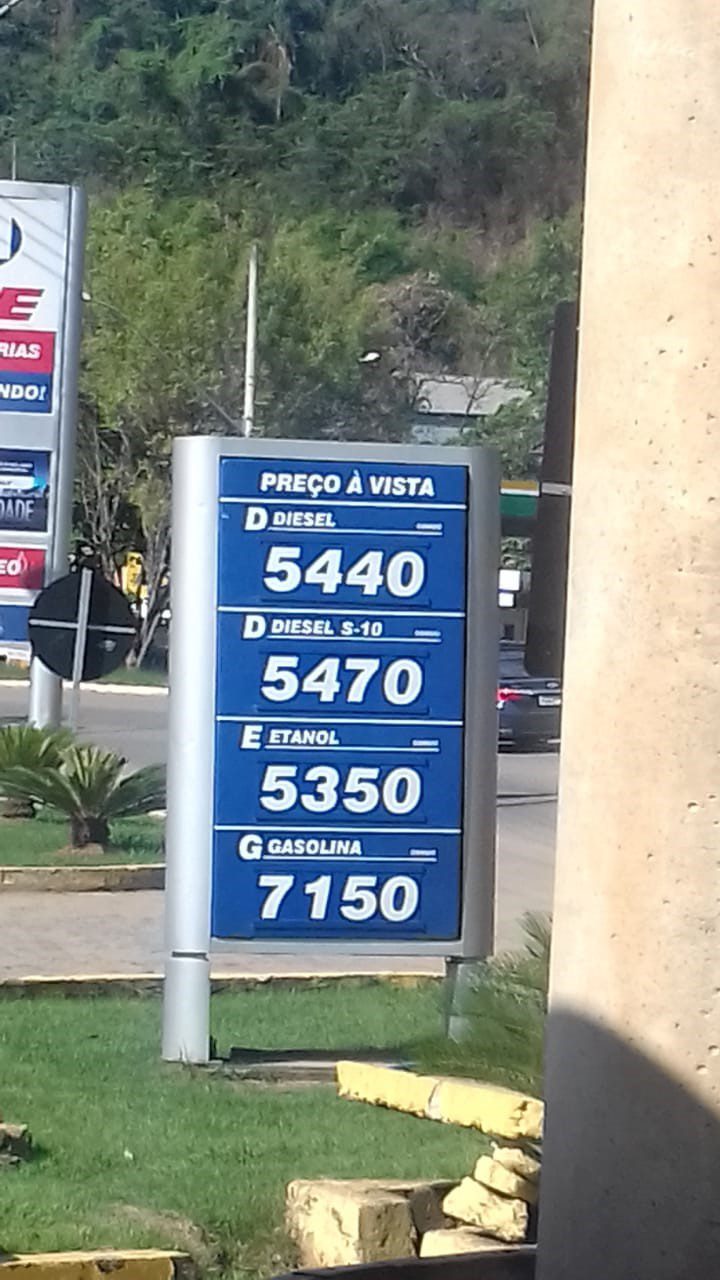 E
RIAS
NDO!
DADE
EO
PREÇO À VISTA
D DIESEL
5440
D DIESEL S-10
5470
E ETANOL
5350
G GASOLINA
7150